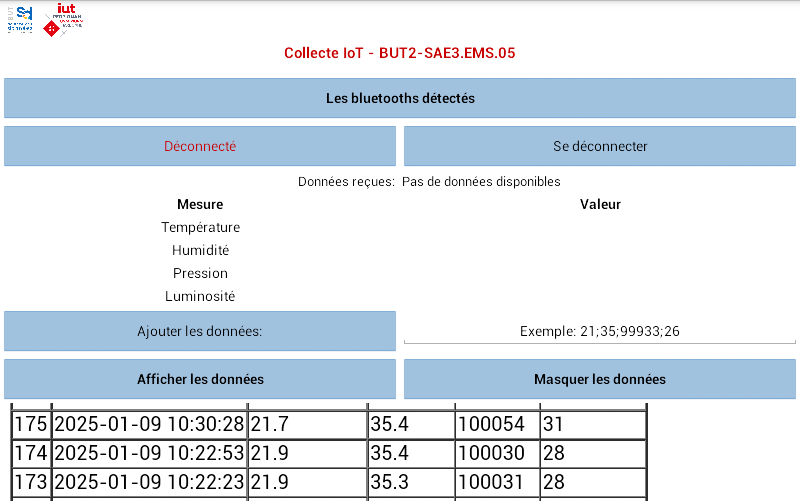 BUT
iut
Collecte IoT - BUT2-SAE3.EMS.05
Les bluetooths détectés
Déconnecté Se déconnecter
Données reçues: Pas de données disponibles
Mesure Valeur
Température
Humidité
Pression
Luminosité
Ajouter les données: Exemple: 21;35;99933;26
Afficher les données Masquer les données
175 2025-01-09 10:30:28 21.7 35.4 100054 31
174 2025-01-09 10:22:53 21.9 35.4 100030 28
173 2025-01-09 10:22:23 21.9 35.3 100031 28